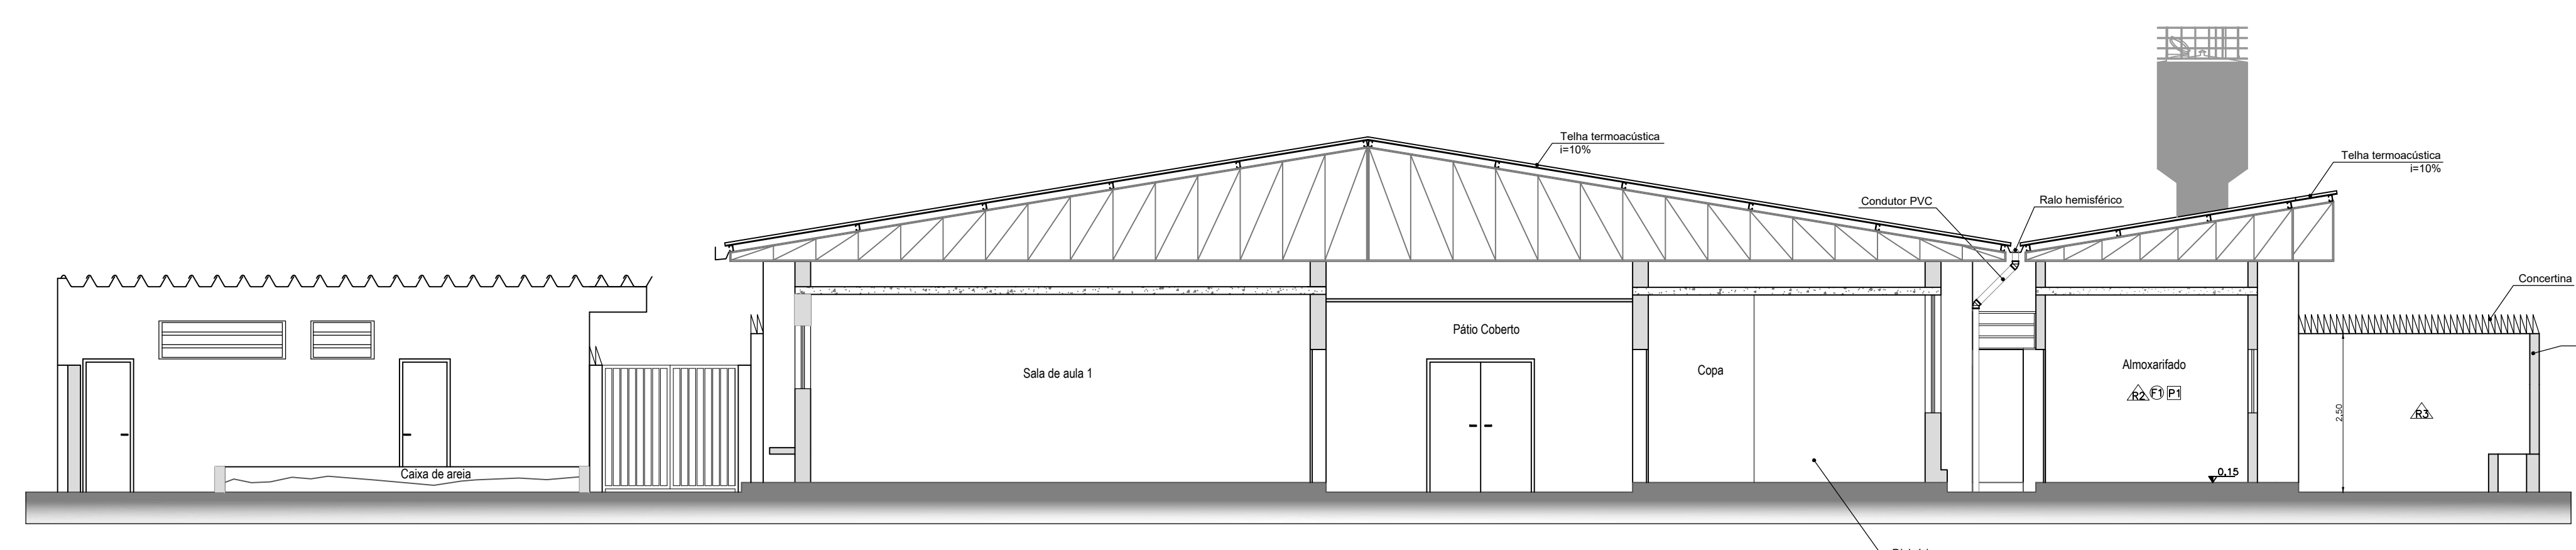 Telha termoacústica
i=10%
Telha termoacústica
i=10%
Condutor PVC
Ralo hemisférico
Concertina
Pátio Coberto
Sala de aula 1
Copa
Almoxarifado
R2 F1 P1
R3
2,50
Caixa de areia
0,15